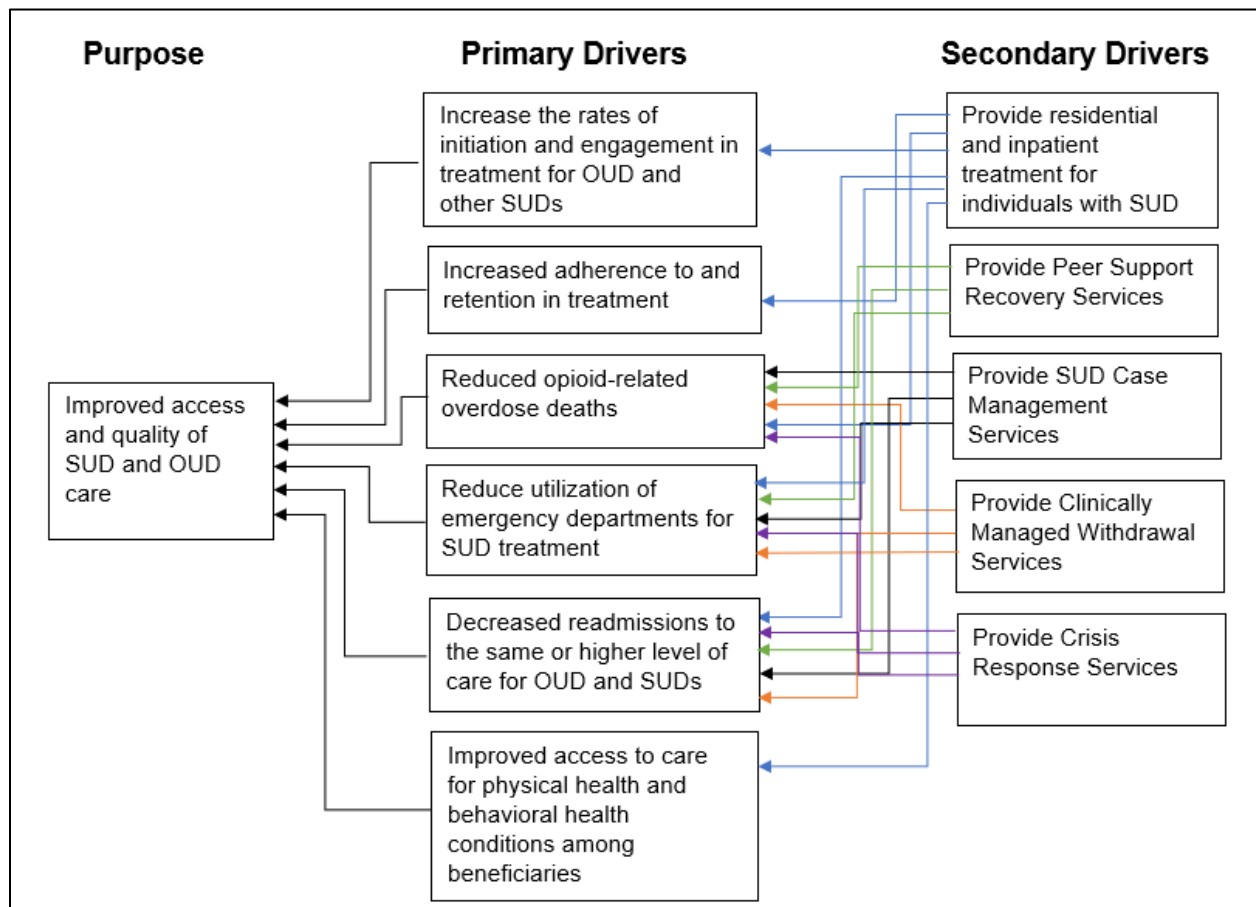 Purpose
Primary Drivers
Secondary Drivers
Improved access
and quality of
SUD and OUD
care
Increase the rates of
initiation and engagement in
treatment for OUD and
other SUDs
Increased adherence to and
retention in treatment
Reduced opioid-related
overdose deaths
Reduce utilization of
emergency departments for
SUD treatment
Decreased readmissions to
the same or higher level of
care for OUD and SUDs
Improved access to care
for physical health and
behavioral health
conditions among
beneficiaries
Provide residential
and inpatient
treatment for
individuals with SUD
Provide Peer Support
Recovery Services
Provide SUD Case
Management
Services
Provide Clinically
Managed Withdrawal
Services
Provide Crisis
Response Services